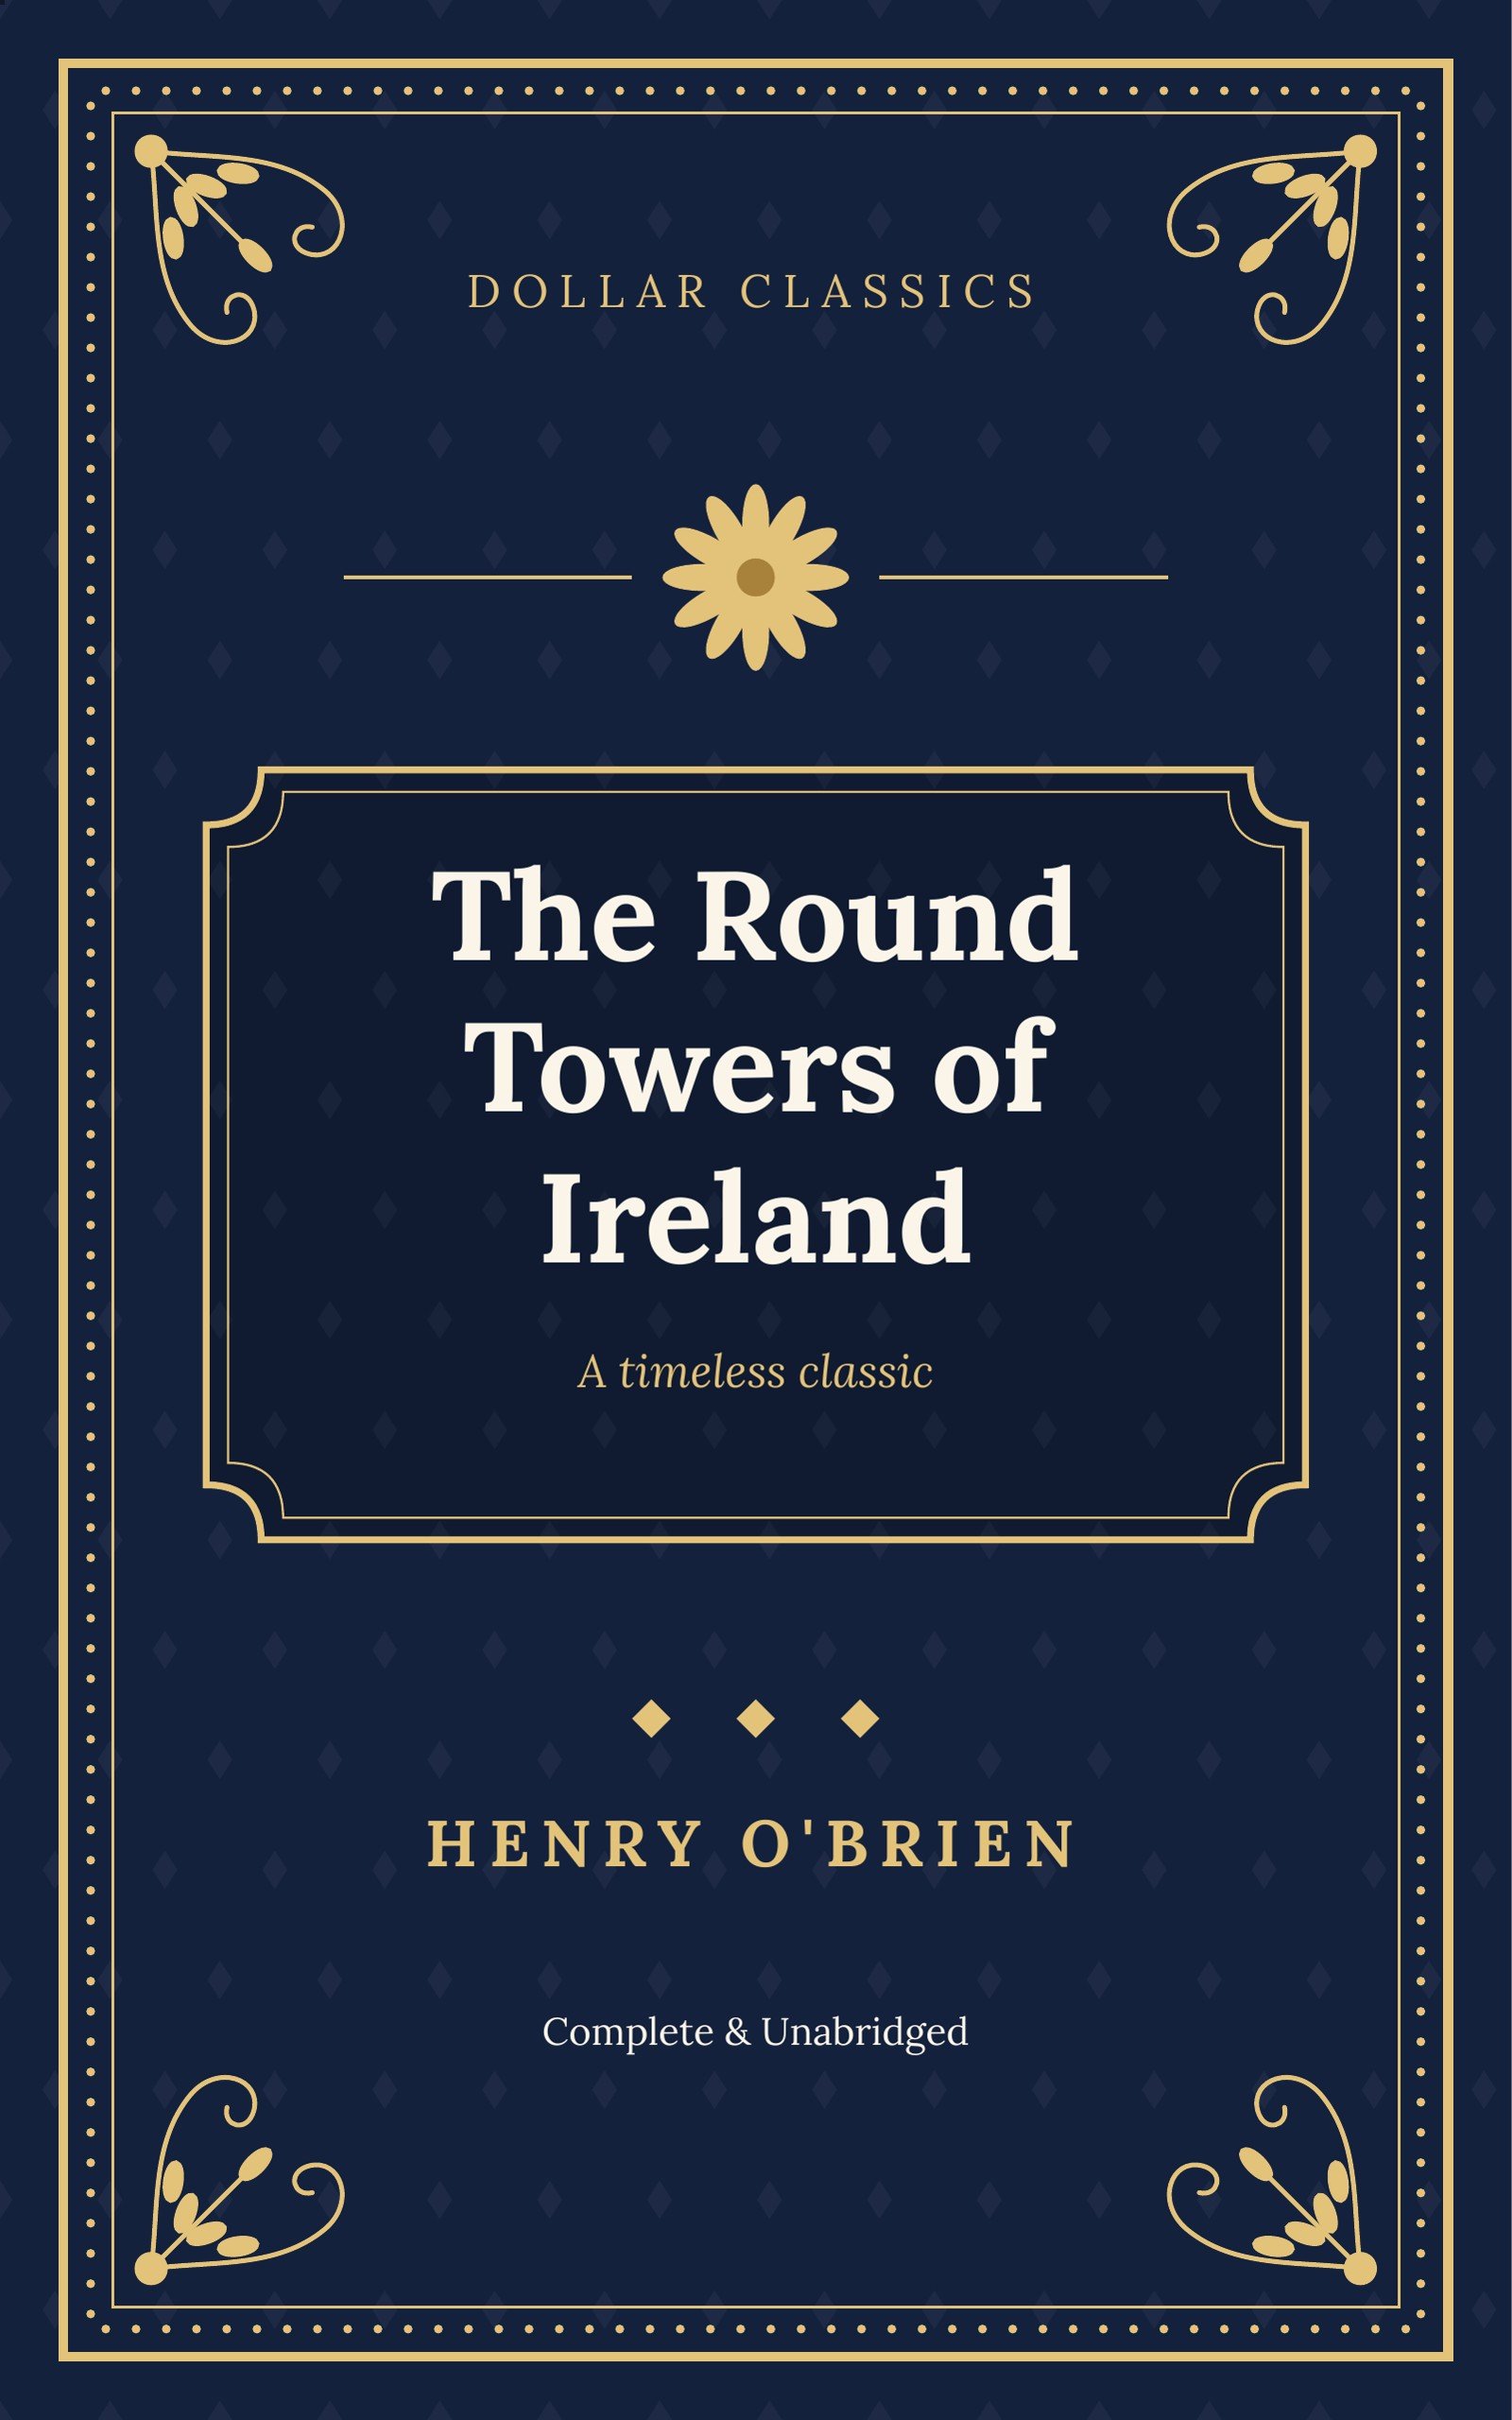 DOLLAR CLASSICS
The Round
Towers of
Ireland
A timeless classic
HENRY O'BRIEN
Complete & Unabridged